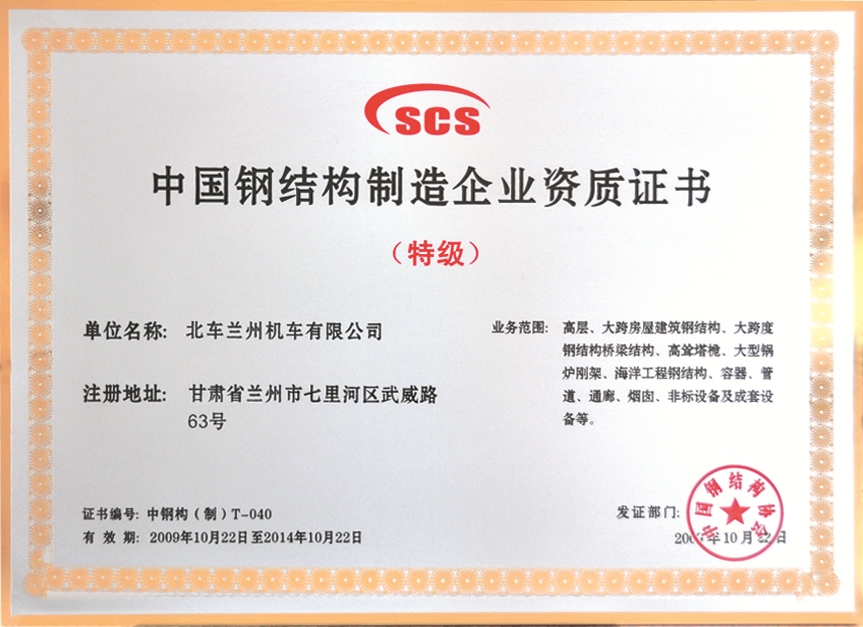 SCS
中国钢结构制造企业资质证书
（特级）
单位名称: 北车兰州机车有限公司
注册地址: 甘肃省兰州市七里河区武威路
63号
业务范围: 高层、大跨房屋建筑钢结构、大跨度
钢结构桥梁结构、高耸塔桅、大型锅
炉刚架、海洋工程钢结构、容器、管
道、通廊、烟囱、非标设备及成套设
备等。
证书编号: 中钢构（制）T-040
有 效 期: 2009年10月22日至2014年10月22日
发证部门:
中国钢结构协会
年10月22日